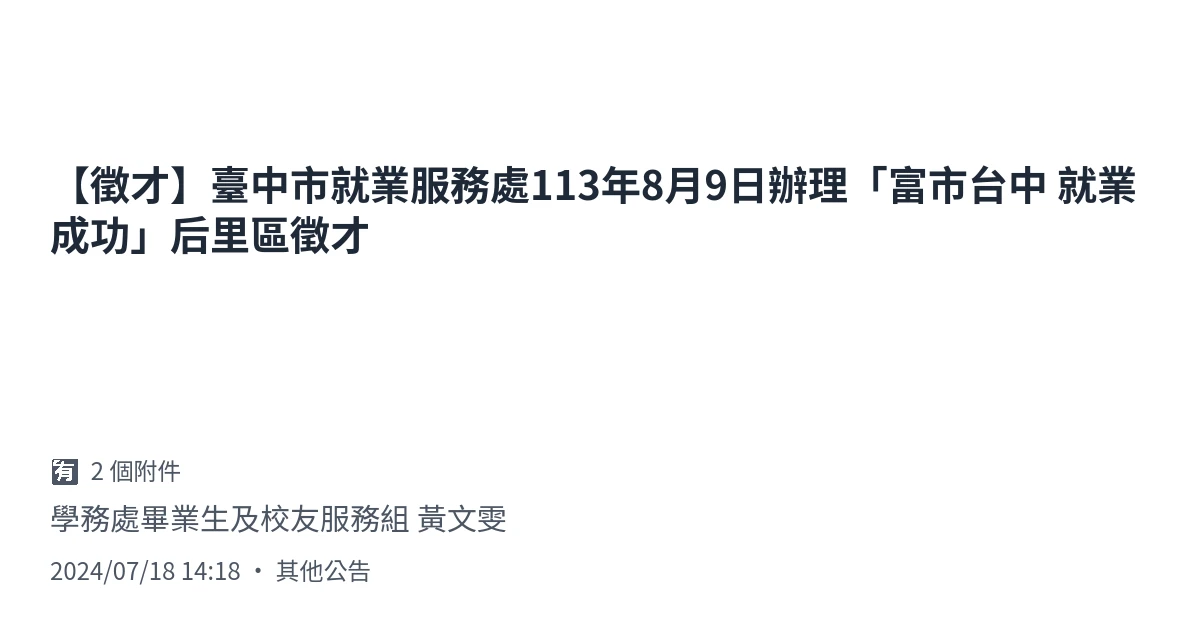 【徵才】臺中市就業服務處113年8月9日辦理「富市台中 就業
成功」后里區徵才
🈶 2 個附件
學務處畢業生及校友服務組 黃文雯
2024/07/18 14:18 ・ 其他公告